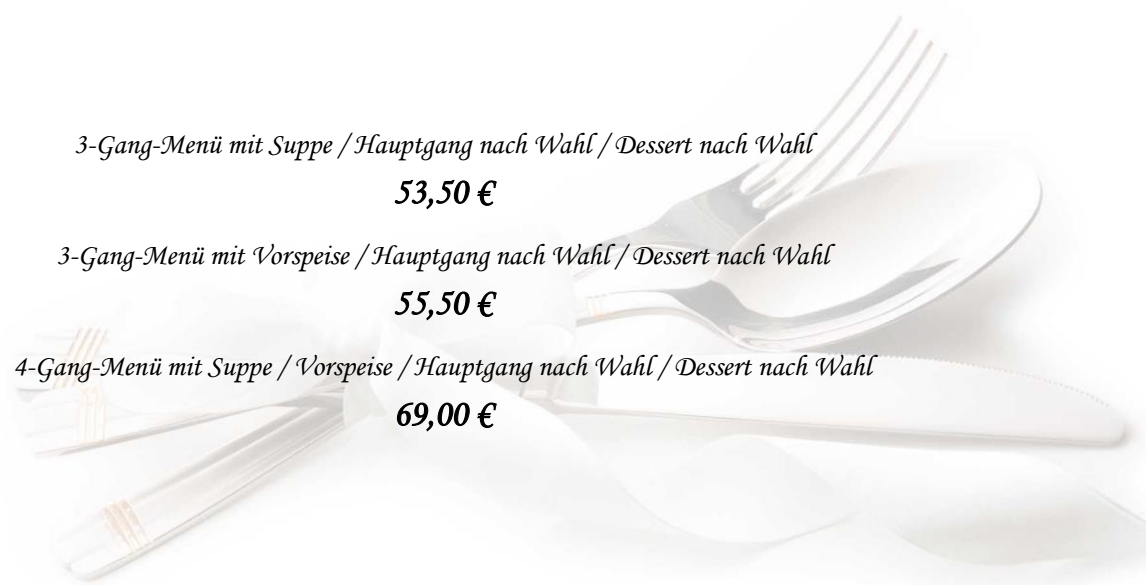 3-Gang-Menü mit Suppe / Hauptgang nach Wahl / Dessert nach Wahl
53,50 €
3-Gang-Menü mit Vorspeise / Hauptgang nach Wahl / Dessert nach Wahl
55,50 €
4-Gang-Menü mit Suppe / Vorspeise / Hauptgang nach Wahl / Dessert nach Wahl
69,00 €